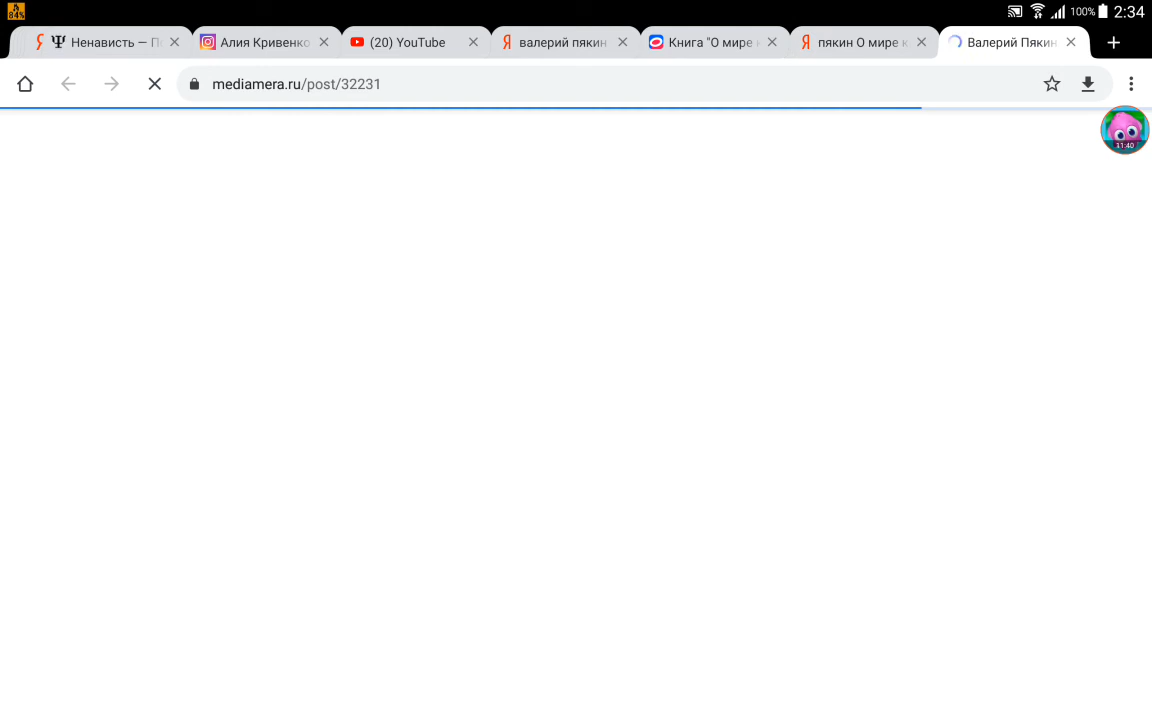 84%
100% 2:34
Ψ Ненависть — П
Алия Кривенко
(20) YouTube
Я валерий пякин
Книга "О мире
Я пякин О мире к
Валерий Пякин
mediamera.ru/post/32231
11:40